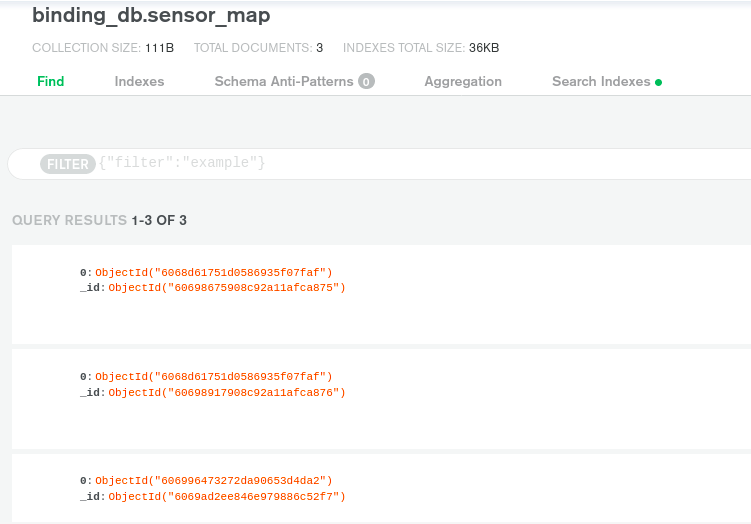 binding_db.sensor_map
COLLECTION SIZE: 111B TOTAL DOCUMENTS: 3 INDEXES TOTAL SIZE: 36KB
Find Indexes Schema Anti-Patterns 0 Aggregation Search Indexes
FILTER {"filter":"example"}
QUERY RESULTS 1-3 OF 3
0: ObjectId("6068d61751d0586935f07faf")
_id: ObjectId("60698675908c92a11afca875")
0: ObjectId("6068d61751d0586935f07faf")
_id: ObjectId("60698917908c92a11afca876")
0: ObjectId("606996473272da90653d4da2")
_id: ObjectId("6069ad2ee846e979886c52f7")